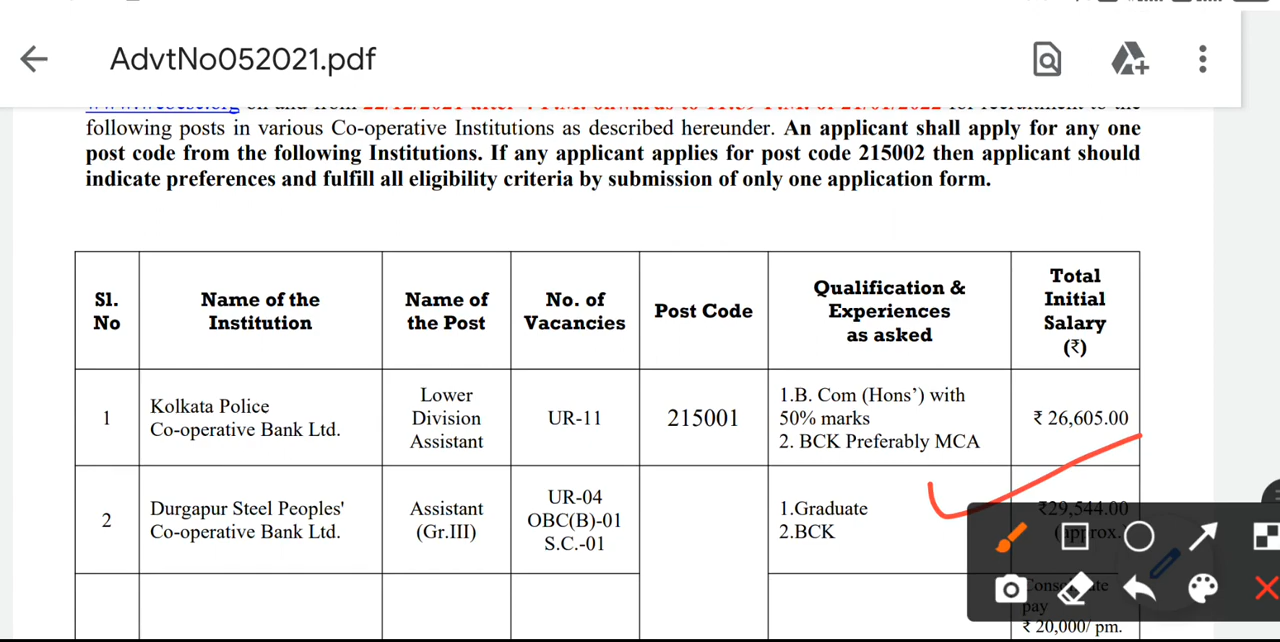 AdvtNo052021.pdf
following posts in various Co-operative Institutions as described hereunder. An applicant shall apply for any one
post code from the following Institutions. If any applicant applies for post code 215002 then applicant should
indicate preferences and fulfill all eligibility criteria by submission of only one application form.
Sl.
No
Name of the
Institution
Name of
the Post
No. of
Vacancies
Post Code
Qualification &
Experiences
as asked
Total
Initial
Salary
(₹)
1
Kolkata Police
Co-operative Bank Ltd.
Lower
Division
Assistant
UR-11
215001
1.B. Com (Hons’) with
50% marks
2. BCK Preferably MCA
₹ 26,605.00
2
Durgapur Steel Peoples'
Co-operative Bank Ltd.
Assistant
(Gr.III)
UR-04
OBC(B)-01
S.C.-01
1.Graduate
2.BCK
₹29,544.00
(approx.
pay
₹ 20,000/ pm.